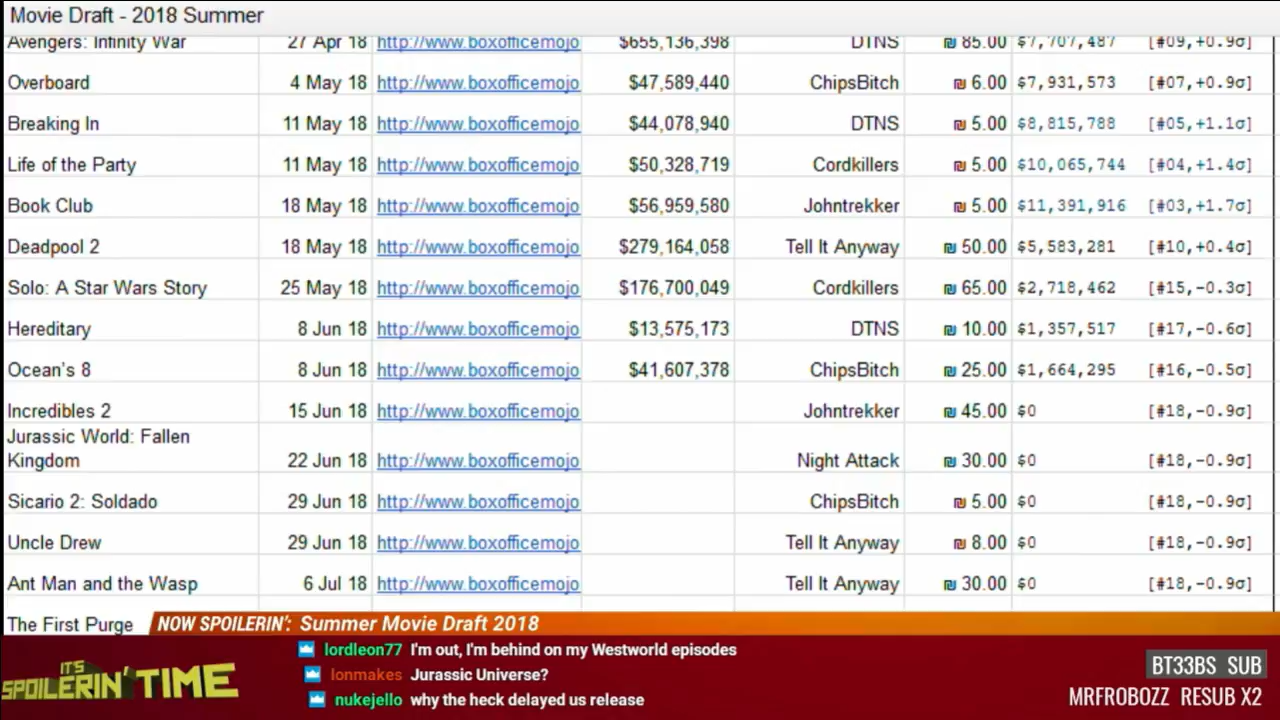 Movie Draft - 2018 Summer
Avengers: Infinity War 27 Apr 18 http://www.boxofficemojo $655,136,398 DTNS ₪ 85.00 $7,707,487 [#09,+0.9σ]
Overboard 4 May 18 http://www.boxofficemojo $47,589,440 ChipsBitch ₪ 6.00 $7,931,573 [#07,+0.9σ]
Breaking In 11 May 18 http://www.boxofficemojo $44,078,940 DTNS ₪ 5.00 $8,815,788 [#05,+1.1σ]
Life of the Party 11 May 18 http://www.boxofficemojo $50,328,719 Cordkillers ₪ 5.00 $10,065,744 [#04,+1.4σ]
Book Club 18 May 18 http://www.boxofficemojo $56,959,580 Johntrekker ₪ 5.00 $11,391,916 [#03,+1.7σ]
Deadpool 2 18 May 18 http://www.boxofficemojo $279,164,058 Tell It Anyway ₪ 50.00 $5,583,281 [#10,+0.4σ]
Solo: A Star Wars Story 25 May 18 http://www.boxofficemojo $176,700,049 Cordkillers ₪ 65.00 $2,718,462 [#15,-0.3σ]
Hereditary 8 Jun 18 http://www.boxofficemojo $13,575,173 DTNS ₪ 10.00 $1,357,517 [#17,-0.6σ]
Ocean's 8 8 Jun 18 http://www.boxofficemojo $41,607,378 ChipsBitch ₪ 25.00 $1,664,295 [#16,-0.5σ]
Incredibles 2 15 Jun 18 http://www.boxofficemojo Johntrekker ₪ 45.00 $0 [#18,-0.9σ]
Jurassic World: Fallen
Kingdom 22 Jun 18 http://www.boxofficemojo Night Attack ₪ 30.00 $0 [#18,-0.9σ]
Sicario 2: Soldado 29 Jun 18 http://www.boxofficemojo ChipsBitch ₪ 5.00 $0 [#18,-0.9σ]
Uncle Drew 29 Jun 18 http://www.boxofficemojo Tell It Anyway ₪ 8.00 $0 [#18,-0.9σ]
Ant Man and the Wasp 6 Jul 18 http://www.boxofficemojo Tell It Anyway ₪ 30.00 $0 [#18,-0.9σ]
The First Purge
NOW SPOILERIN': Summer Movie Draft 2018
IT'S
SPOILERIN' TIME
lordleon77 I'm out, I'm behind on my Westworld episodes
lonmakes Jurassic Universe?
nukejello why the heck delayed us release
BT33BS SUB
MRFROBOZZ RESUB X2